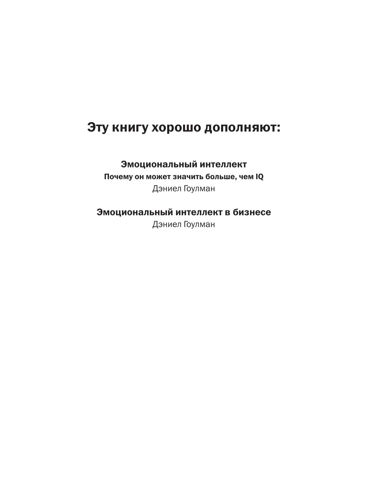 Эту книгу хорошо дополняют:
Эмоциональный интеллект
Почему он может значить больше, чем IQ
Дэниел Гоулман
Эмоциональный интеллект в бизнесе
Дэниел Гоулман